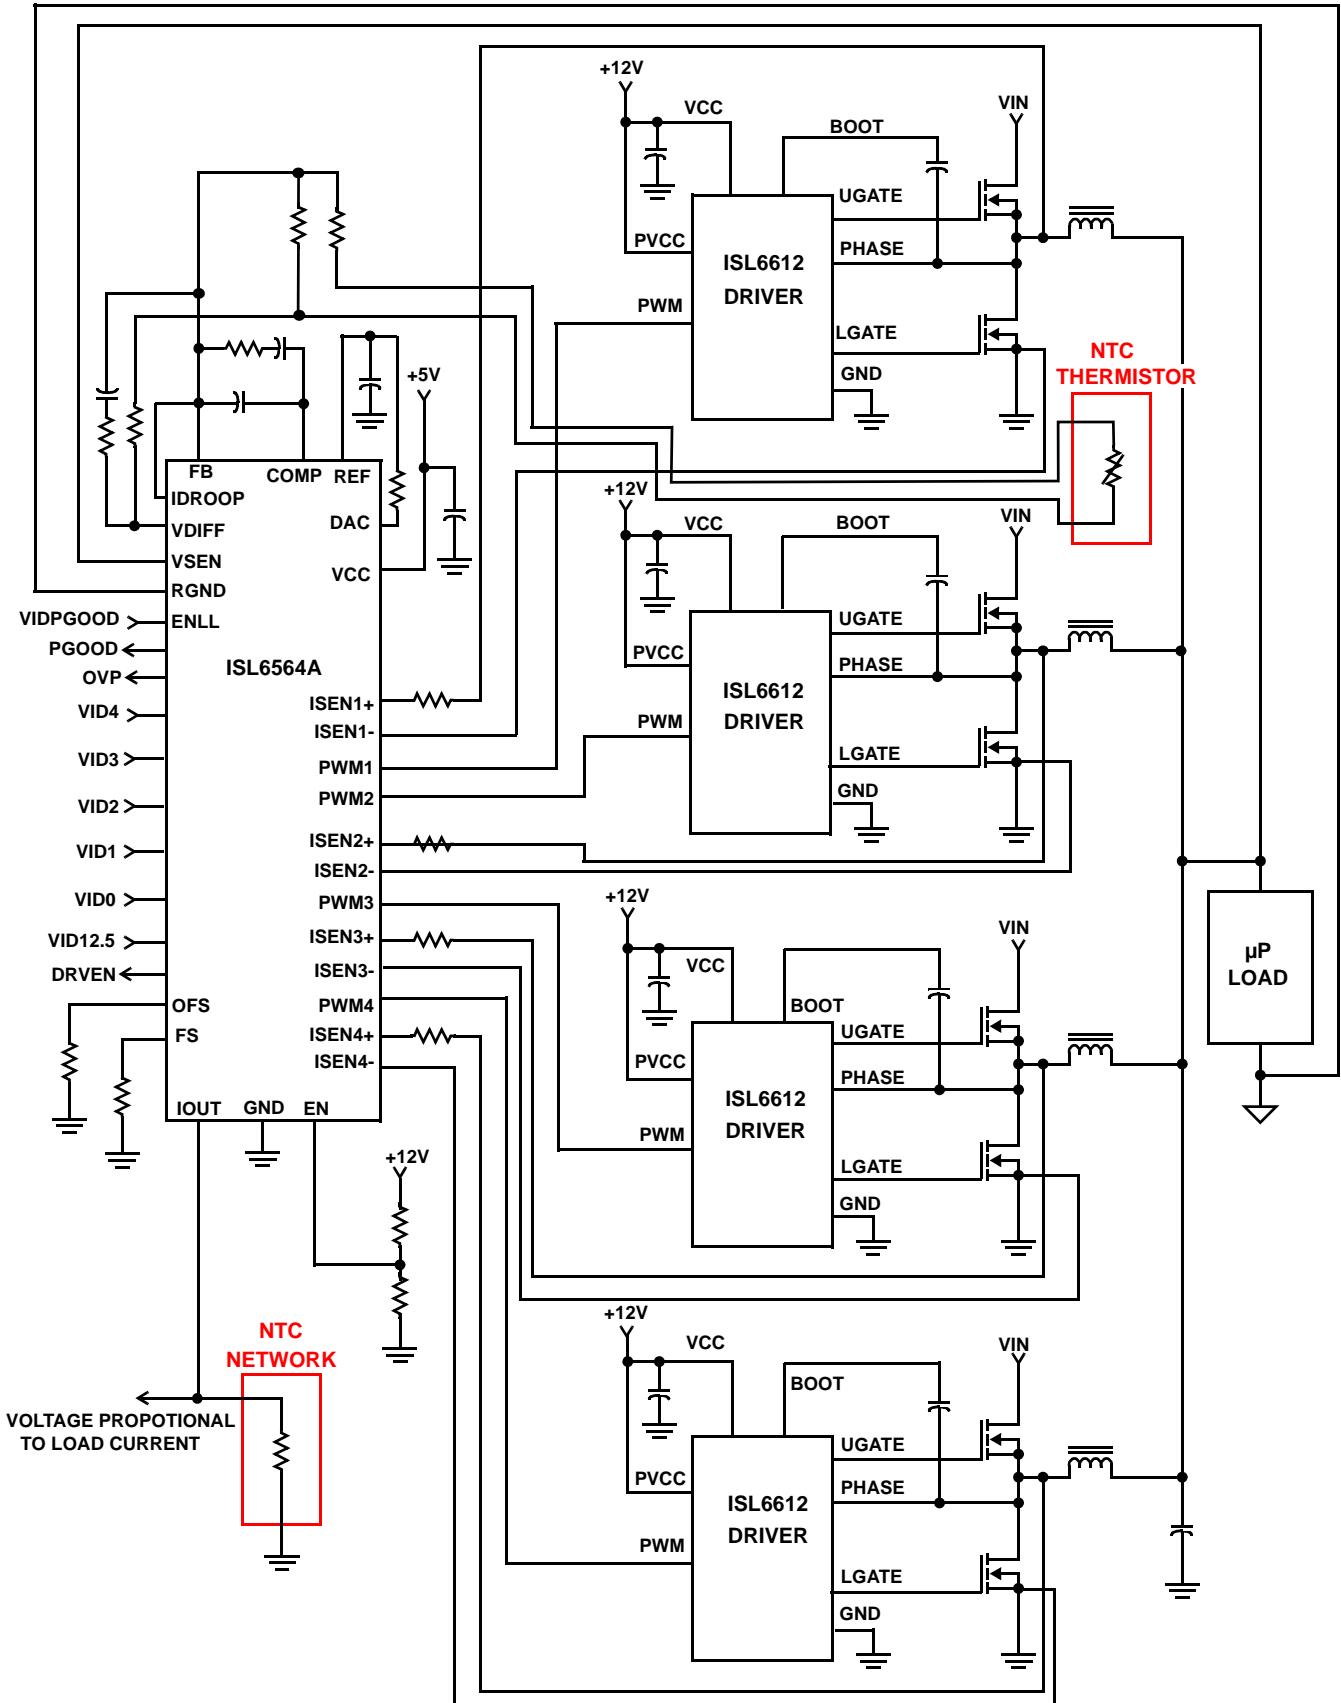 +12V
VCC
BOOT
VIN
UGATE
PVCC
PHASE
ISL6612
DRIVER
PWM
LGATE
GND
NTC
THERMISTOR
+5V
FB
COMP
REF
IDROOP
DAC
VDIFF
VSEN
VCC
RGND
VIDPGOOD
ENLL
PGOOD
OVP
ISL6564A
VID4
VID3
VID2
VID1
VID0
VID12.5
DRVEN
OFS
FS
ISEN1+
ISEN1-
PWM1
PWM2
ISEN2+
ISEN2-
PWM3
ISEN3+
ISEN3-
PWM4
ISEN4+
ISEN4-
IOUT
GND
EN
+12V
VCC
BOOT
VIN
UGATE
PVCC
PHASE
ISL6612
DRIVER
PWM
LGATE
GND
+12V
VCC
BOOT
VIN
UGATE
PVCC
PHASE
ISL6612
DRIVER
PWM
LGATE
GND
µP
LOAD
+12V
NTC
NETWORK
VOLTAGE PROPOTIONAL
TO LOAD CURRENT
+12V
VCC
BOOT
VIN
UGATE
PVCC
PHASE
ISL6612
DRIVER
PWM
LGATE
GND